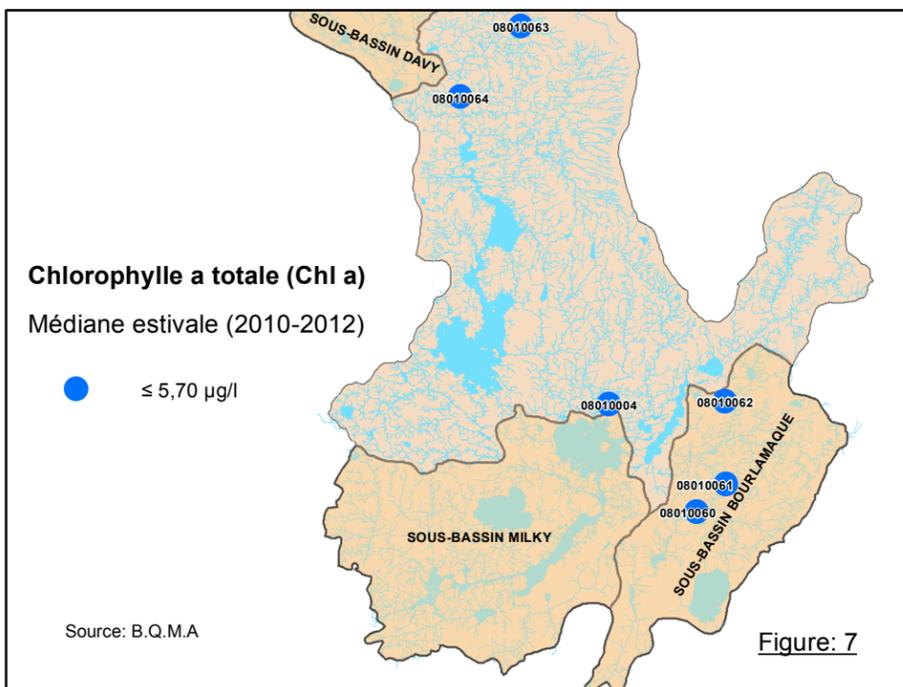 08010063
SOUS-BASSIN DAVY
08010064
Chlorophylle a totale (Chl a)
Médiane estivale (2010-2012)
≤ 5,70 µg/l
08010004
08010062
08010061
08010060
SOUS-BASSIN BOURLAMAQUE
SOUS-BASSIN MILKY
Source: B.Q.M.A
Figure: 7